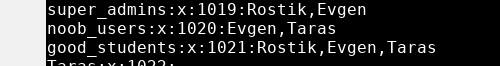 super_admins:x:1019:Rostik,Evgen
noob_users:x:1020:Evgen,Taras
good_students:x:1021:Rostik,Evgen,Taras
Taras:x:1022: